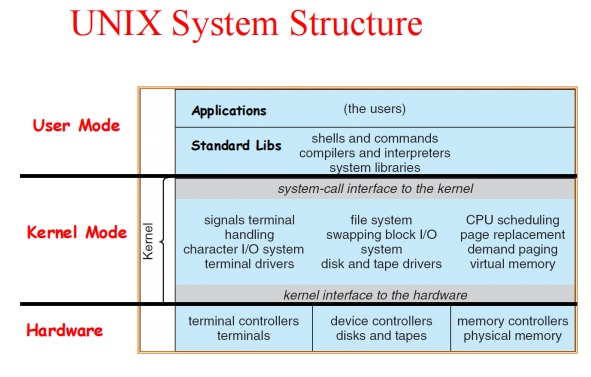 UNIX System Structure
User Mode
Applications
(the users)
Standard Libs
shells and commands
compilers and interpreters
system libraries
system-call interface to the kernel
Kernel Mode
Kernel
signals terminal
handling
character I/O system
terminal drivers
file system
swapping block I/O
system
disk and tape drivers
CPU scheduling
page replacement
demand paging
virtual memory
kernel interface to the hardware
Hardware
terminal controllers
terminals
device controllers
disks and tapes
memory controllers
physical memory